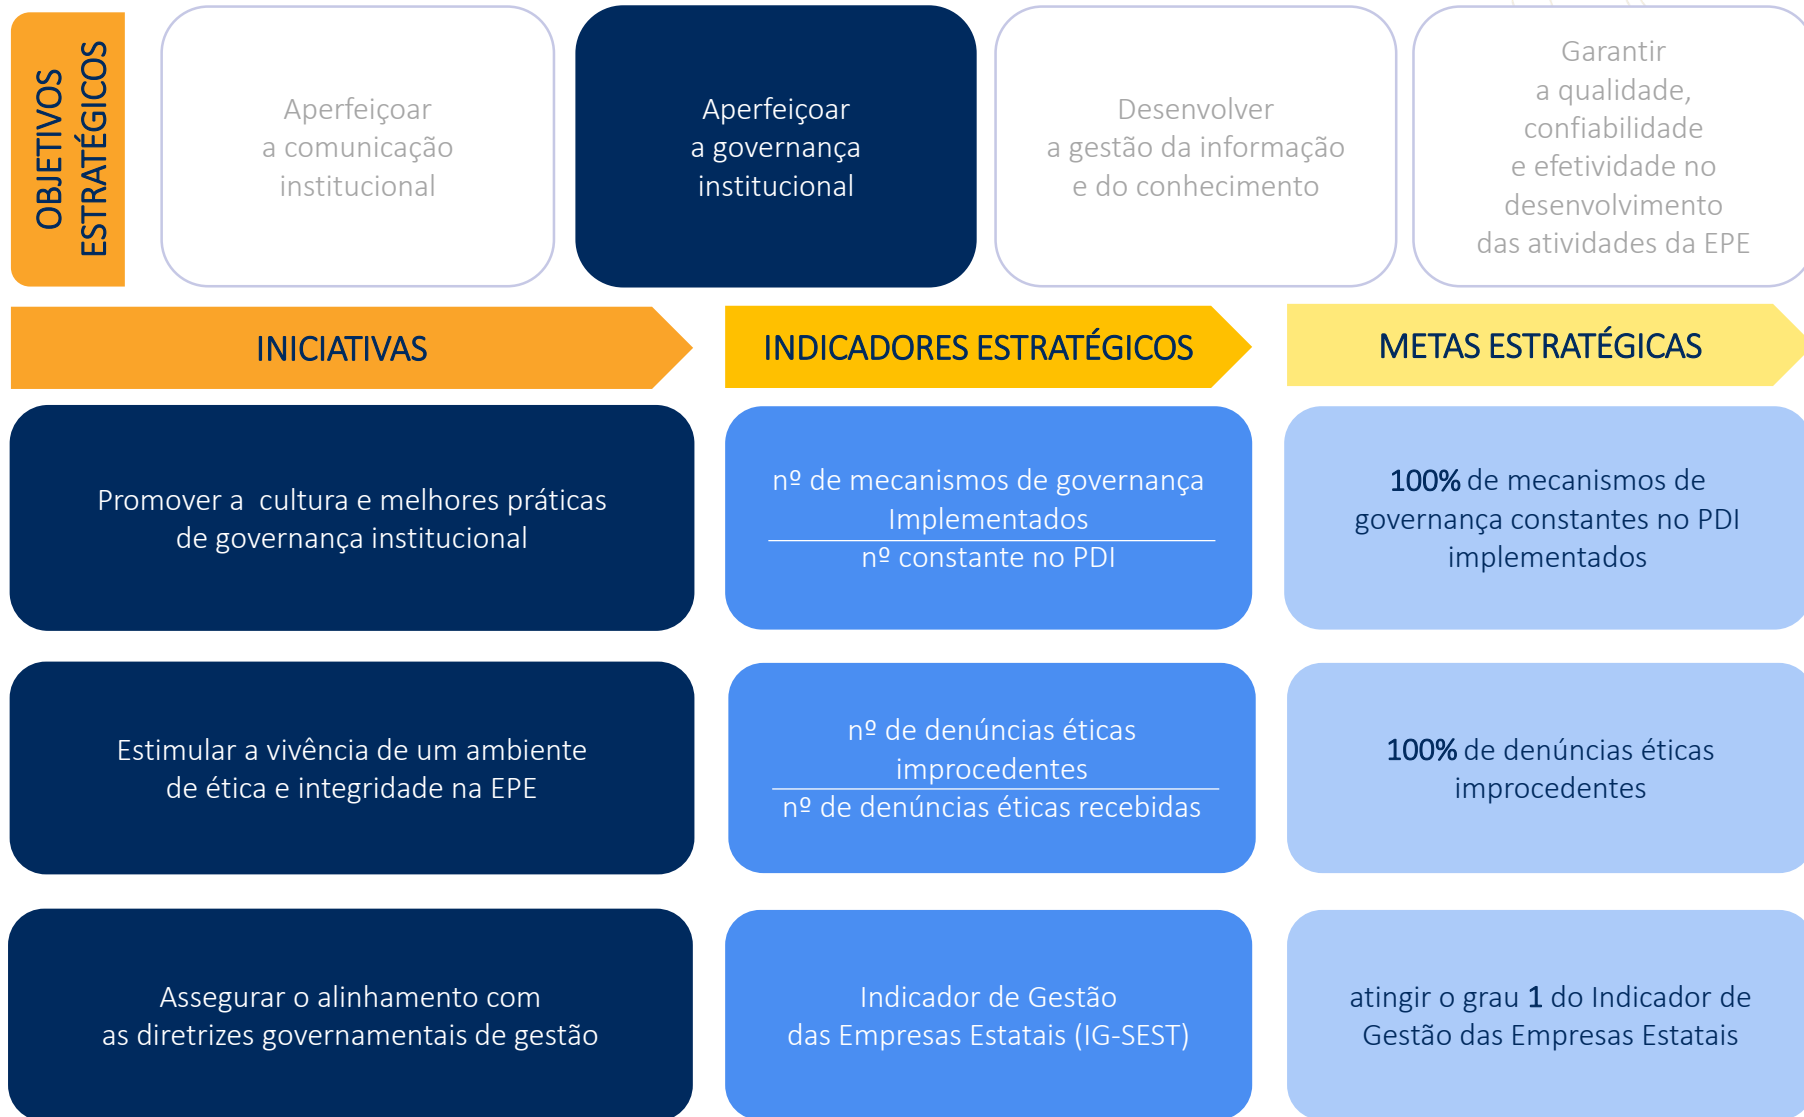 OBJETIVOS
ESTRATÉGICOS
Aperfeiçoar
a comunicação
institucional
Aperfeiçoar
a governança
institucional
Desenvolver
a gestão da informação
e do conhecimento
Garantir
a qualidade,
confiabilidade
e efetividade no
desenvolvimento
das atividades da EPE
INICIATIVAS
INDICADORES ESTRATÉGICOS
METAS ESTRATÉGICAS
Promover a  cultura e melhores práticas
de governança institucional
nº de mecanismos de governança
Implementados
nº constante no PDI
100% de mecanismos de
governança constantes no PDI
implementados
Estimular a vivência de um ambiente
de ética e integridade na EPE
nº de denúncias éticas
improcedentes
nº de denúncias éticas recebidas
100% de denúncias éticas
improcedentes
Assegurar o alinhamento com
as diretrizes governamentais de gestão
Indicador de Gestão
das Empresas Estatais (IG-SEST)
atingir o grau 1 do Indicador de
Gestão das Empresas Estatais